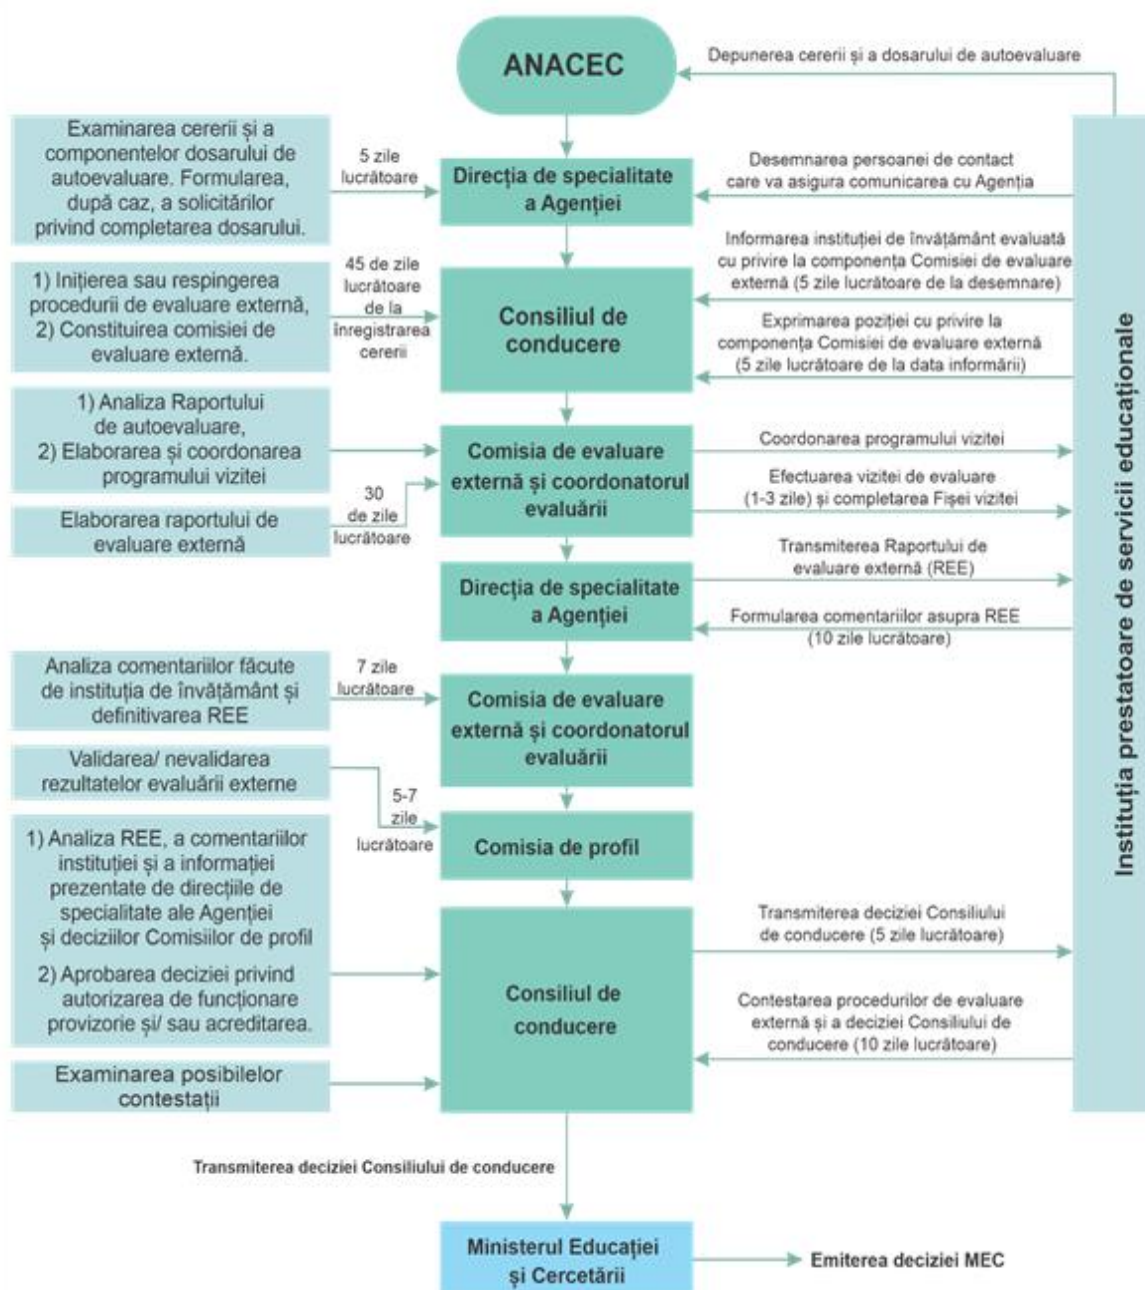 ANACEC
Depunerea cererii și a dosarului de autoevaluare
Examinarea cererii și a
componentelor dosarului de
autoevaluare. Formularea,
după caz, a solicitărilor
privind completarea dosarului.
5 zile
lucrătoare
Direcția de specialitate
a Agenției
Desemnarea persoanei de contact
care va asigura comunicarea cu Agenția
1) Inițierea sau respingerea
procedurii de evaluare externă,
2) Constituirea comisiei de
evaluare externă.
45 de zile
lucrătoare
de la
înregistrarea
cererii
Consiliul de
conducere
Informarea instituției de învățământ evaluată
cu privire la componența Comisiei de evaluare
externă (5 zile lucrătoare de la desemnare)
Exprimarea poziției cu privire la
componența Comisiei de evaluare externă
(5 zile lucrătoare de la data informării)
1) Analiza Raportului
de autoevaluare,
2) Elaborarea și coordonarea
programului vizitei
Elaborarea raportului de
evaluare externă
30
de zile
lucrătoare
Comisia de evaluare
externă și coordonatorul
evaluării
Coordonarea programului vizitei
Efectuarea vizitei de evaluare
(1-3 zile) și completarea Fișei vizitei
Direcția de specialitate
a Agenției
Transmiterea Raportului de
evaluare externă (REE)
Formularea comentariilor asupra REE
(10 zile lucrătoare)
Analiza comentariilor făcute
de instituția de învățământ și
definitivarea REE
7 zile
lucrătoare
Comisia de evaluare
externă și coordonatorul
evaluării
Validarea/ nevalidarea
rezultatelor evaluării externe
5-7
zile
lucrătoare
Comisia de profil
1) Analiza REE, a comentariilor
instituției și a informației
prezentate de direcțiile de
specialitate ale Agenției
și deciziilor Comisiilor de profil
2) Aprobarea deciziei privind
autorizarea de funcționare
provizorie și/ sau acreditarea.
Examinarea posibilelor
contestații
Consiliul de
conducere
Transmiterea deciziei Consiliului
de conducere (5 zile lucrătoare)
Contestarea procedurilor de evaluare
externă și a deciziei Consiliului de
conducere (10 zile lucrătoare)
Instituția prestatoare de servicii educaționale
Transmiterea deciziei Consiliului de conducere
Ministerul Educației
și Cercetării
Emiterea deciziei MEC